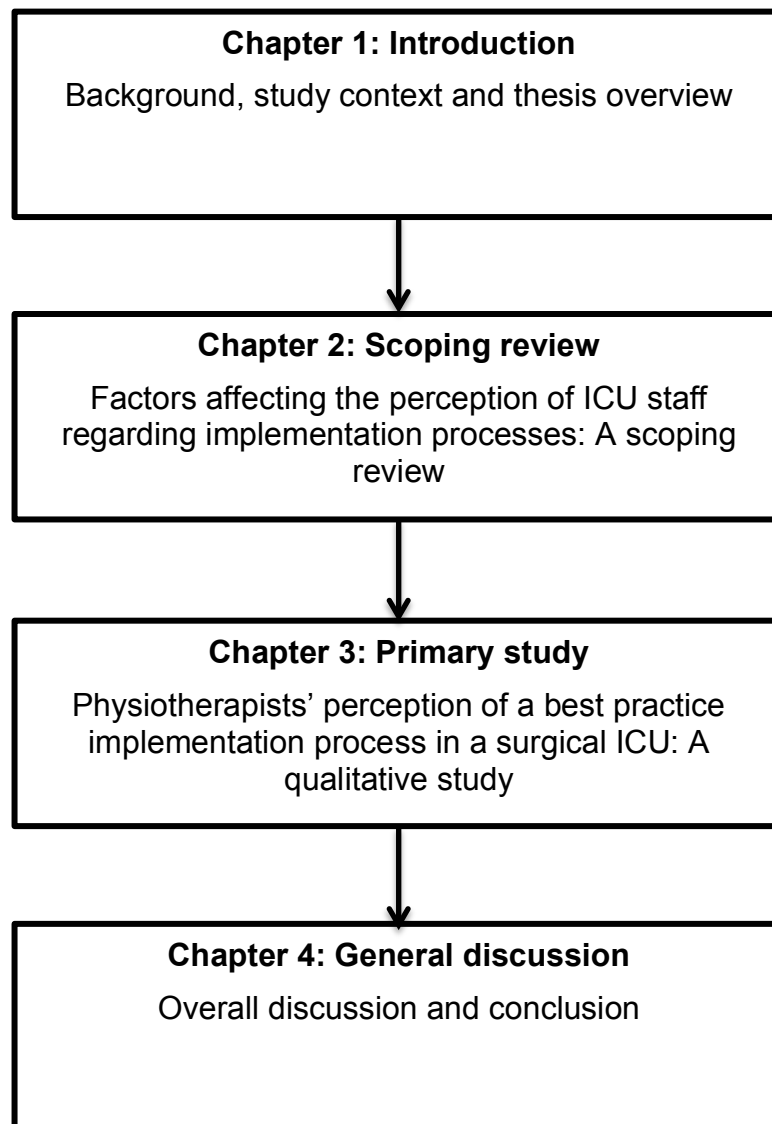 Chapter 1: Introduction
Background, study context and thesis overview
Chapter 2: Scoping review
Factors affecting the perception of ICU staff
regarding implementation processes: A scoping
review
Chapter 3: Primary study
Physiotherapists’ perception of a best practice
implementation process in a surgical ICU: A
qualitative study
Chapter 4: General discussion
Overall discussion and conclusion